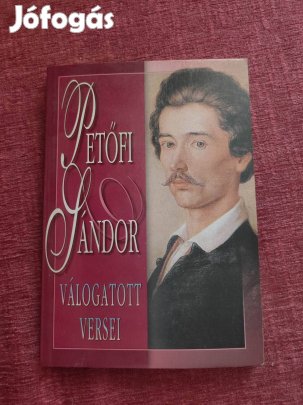 Jófogás
PETŐFI
SÁNDOR
VÁLOGATOTT
VERSEI